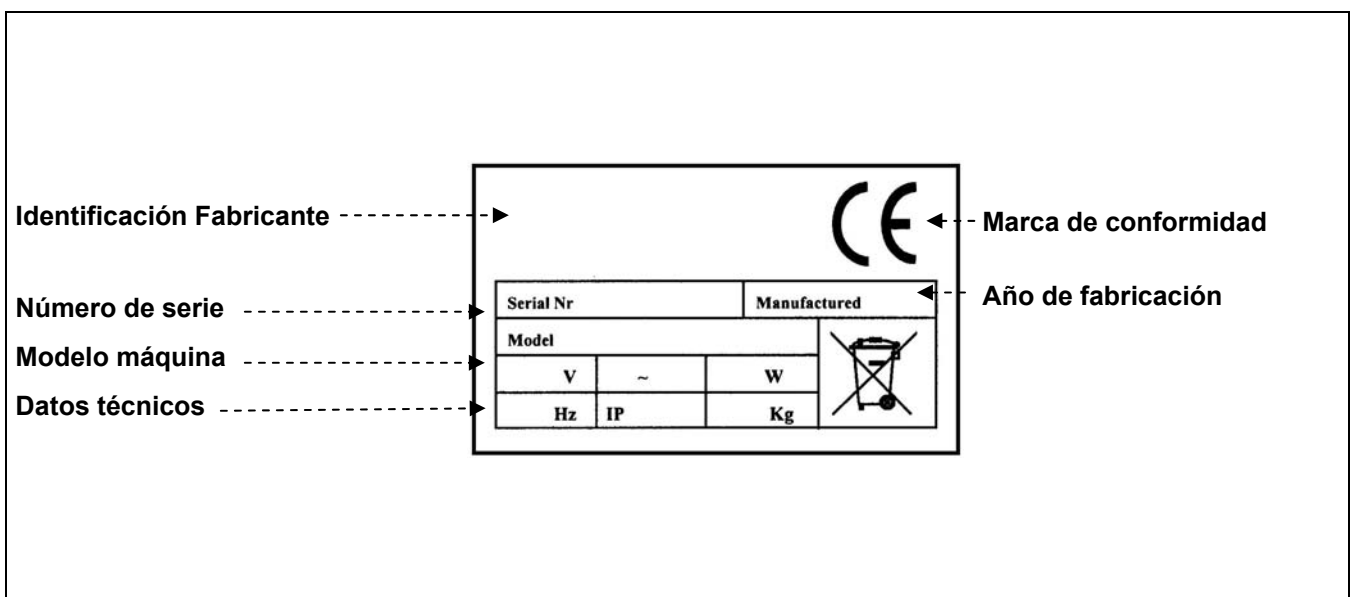 Identificación Fabricante
CE
Marca de conformidad
Número de serie
Serial Nr
Manufactured
Año de fabricación
Modelo máquina
Model
V
~
W
Datos técnicos
Hz
IP
Kg